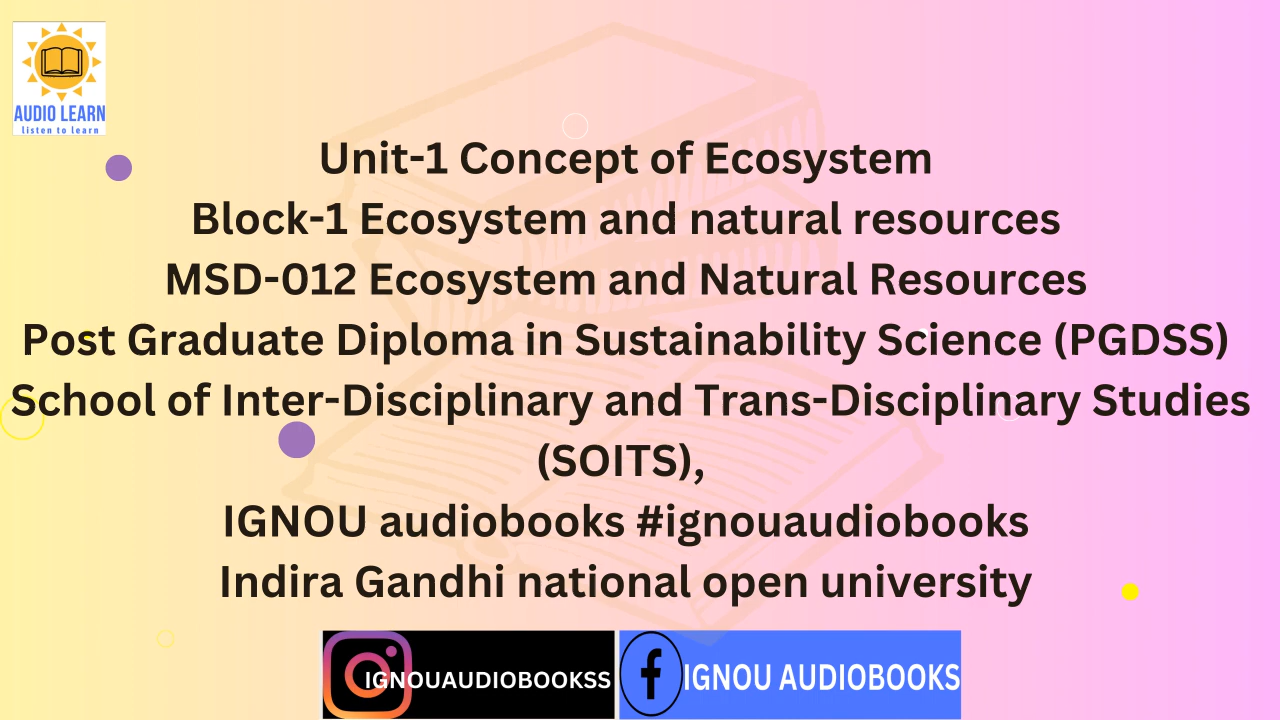 AUDIO LEARN
listen to learn
Unit-1 Concept of Ecosystem
Block-1 Ecosystem and natural resources
MSD-012 Ecosystem and Natural Resources
Post Graduate Diploma in Sustainability Science (PGDSS)
School of Inter-Disciplinary and Trans-Disciplinary Studies
(SOITS),
IGNOU audiobooks #ignouaudiobooks
Indira Gandhi national open university
IGNOUAUDIOBOOKSS
IGNOU AUDIOBOOKS